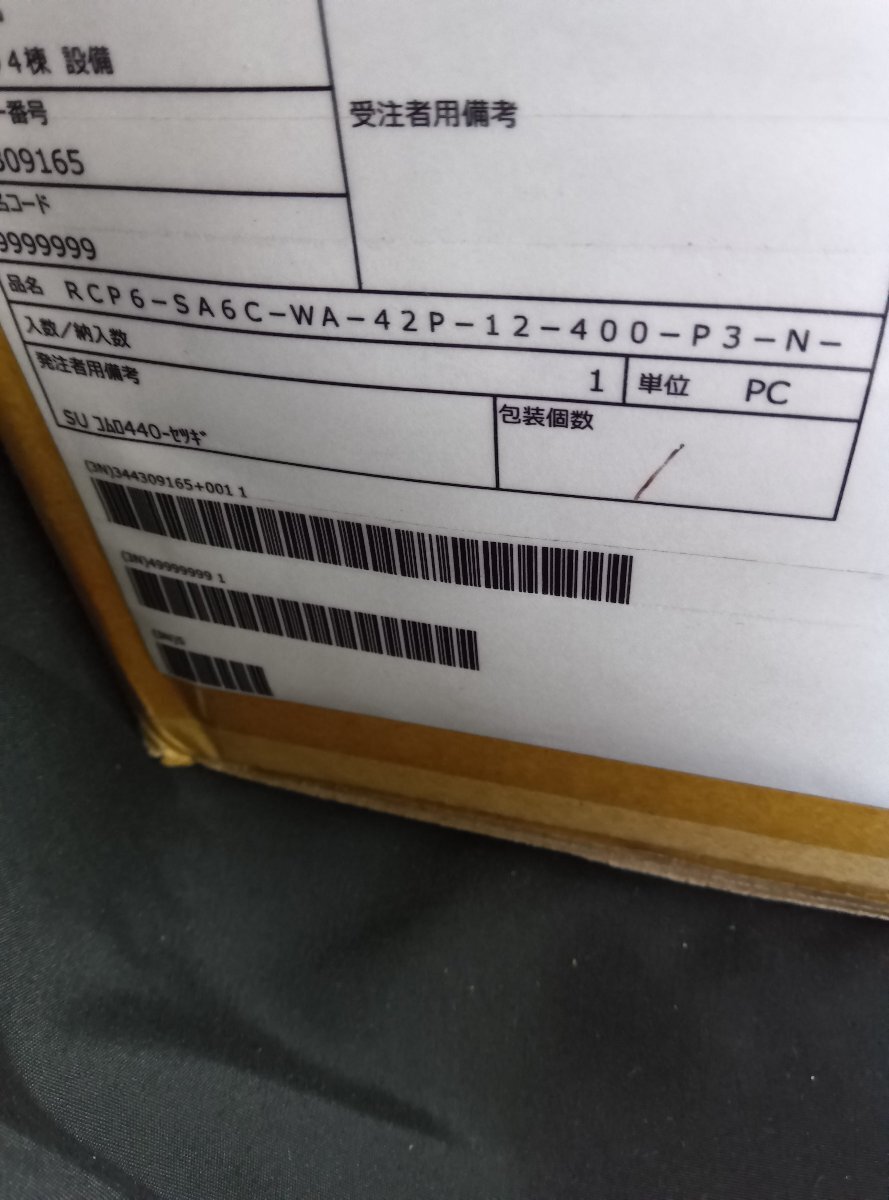 4棟 設備
番号
受注者用備考
309165
ムコード
9999999
品名 RCP6-SA6C-WA-42P-12-400-P3-N-
入数/納入数
1 単位 PC
発注者用備考
包装個数
SU コムロ440-セツギ
(3N)344309165+001 1
(3N)49999999 1